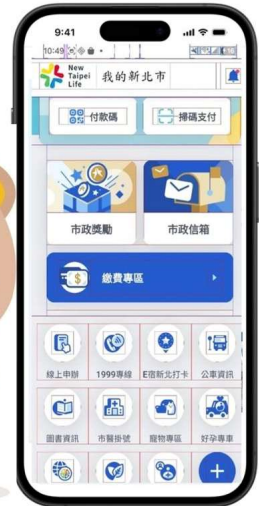 9:41
10:49
New
Taipei
Life
我的新北市
付款碼
掃碼支付
市政獎勵
市政信箱
繳費專區
線上申辦
1999專線
E宿新北打卡
公車資訊
圖書資訊
市醫掛號
寵物專區
好孕專車